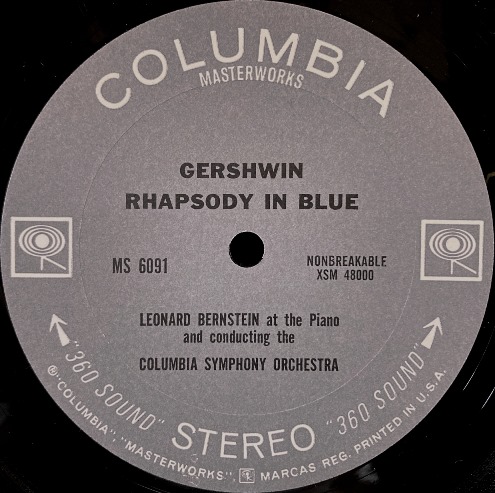 COLUMBIA
MASTERWORKS
GERSHWIN
RHAPSODY IN BLUE
MS 6091
NONBREAKABLE
XSM 48000
LEONARD BERNSTEIN at the Piano
and conducting the
COLUMBIA SYMPHONY ORCHESTRA
"360 SOUND" STEREO "360 SOUND"
® "COLUMBIA", "MASTERWORKS", MARCAS REG. PRINTED IN U.S.A.